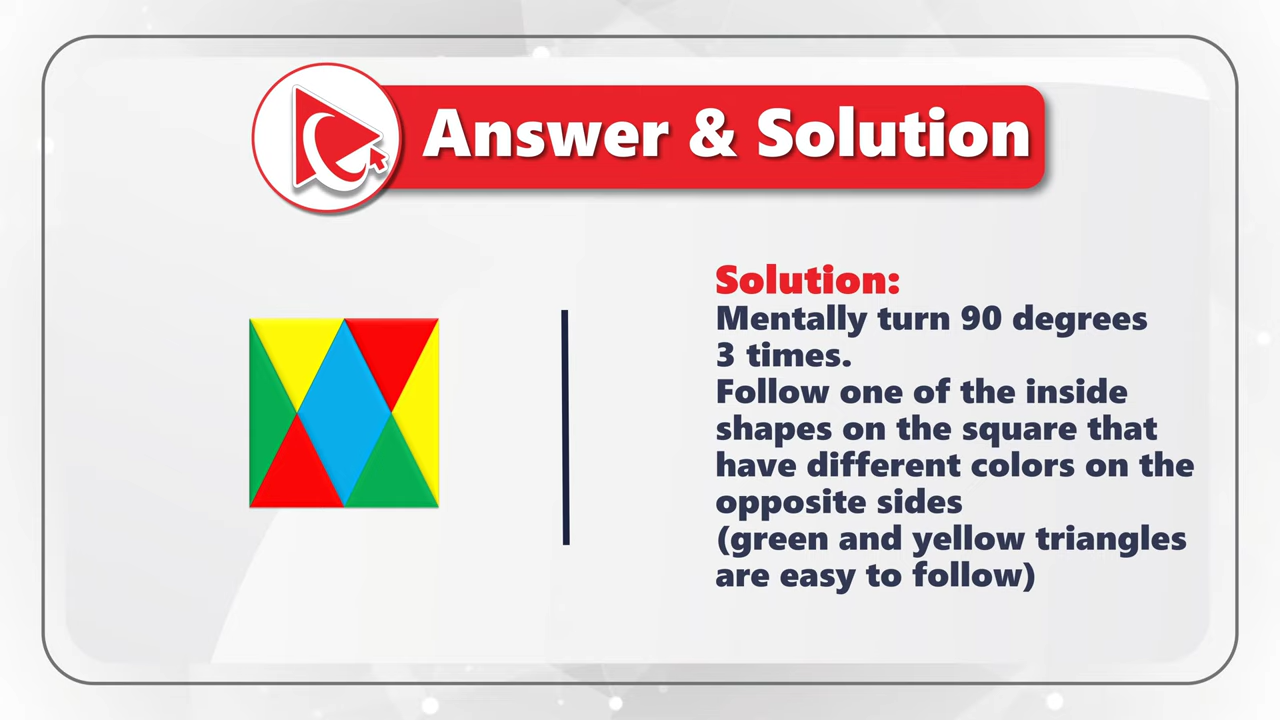 Answer & Solution
Solution:
Mentally turn 90 degrees
3 times.
Follow one of the inside
shapes on the square that
have different colors on the
opposite sides
(green and yellow triangles
are easy to follow)